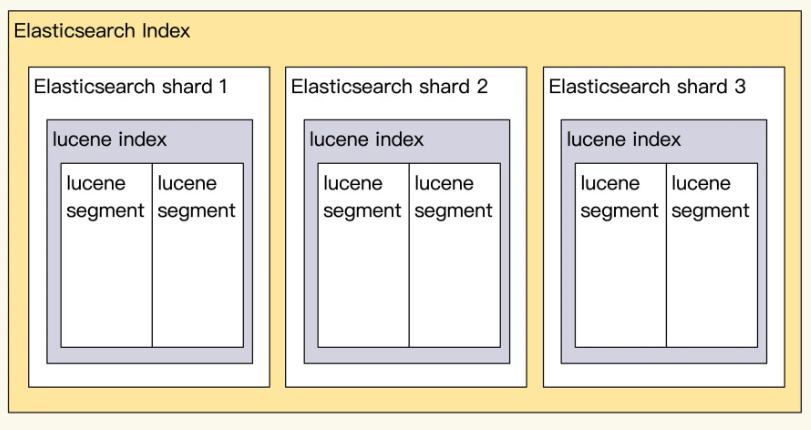 Elasticsearch Index
Elasticsearch shard 1
lucene index
lucene
segment
lucene
segment
Elasticsearch shard 2
lucene index
lucene
segment
lucene
segment
Elasticsearch shard 3
lucene index
lucene
segment
lucene
segment